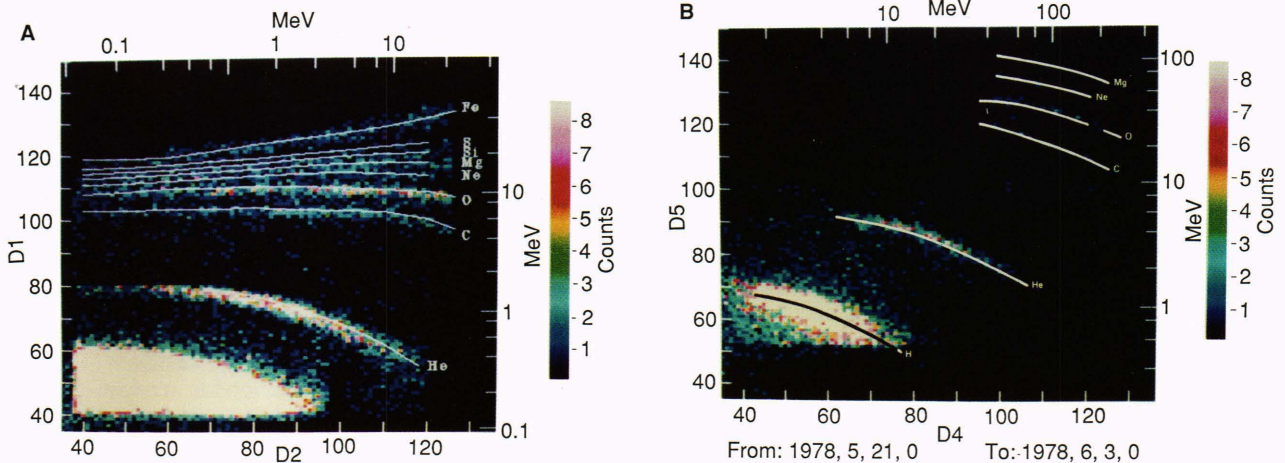 A
MeV
0.1 1 10
140
120
100
80
60
40
D1
40 60 80 100 120
D2
Fe
S
Si
Mg
Ne
O
C
He
10
1
0.1
MeV
-8
-7
-6
-5
-4
-3
-2
-1
Counts
B
MeV
10 100
140
120
100
80
60
40
D5
40 60 80 100 120
D4
Mg
Ne
O
C
He
H
100
10
1
MeV
-8
-7
-6
-5
-4
-3
-2
-1
Counts
From: 1978, 5, 21, 0 To: 1978, 6, 3, 0